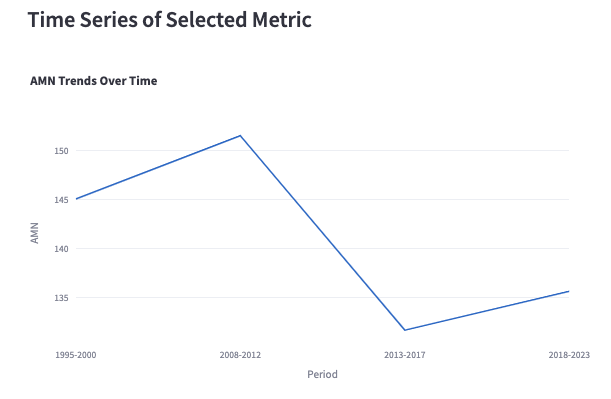 Time Series of Selected Metric
AMN Trends Over Time
150
145
140
135
AMN
1995-2000
2008-2012
2013-2017
2018-2023
Period